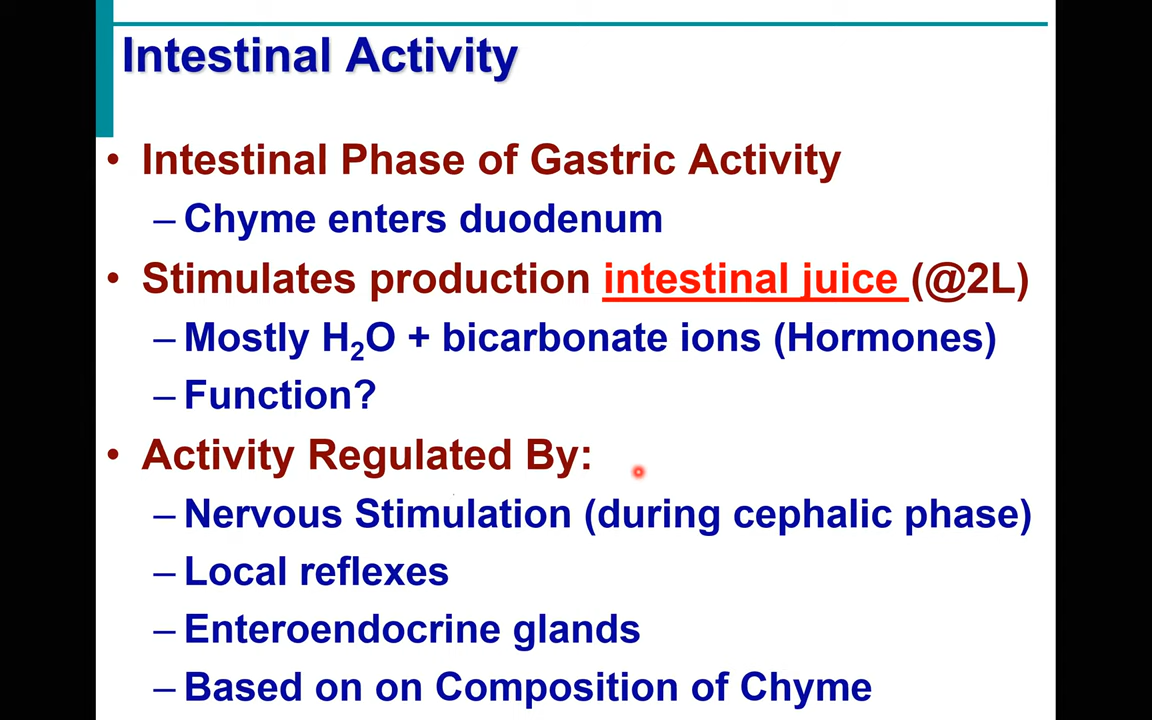 Intestinal Activity
• Intestinal Phase of Gastric Activity
– Chyme enters duodenum
• Stimulates production intestinal juice (@2L)
– Mostly H₂O + bicarbonate ions (Hormones)
– Function?
• Activity Regulated By:
– Nervous Stimulation (during cephalic phase)
– Local reflexes
– Enteroendocrine glands
– Based on on Composition of Chyme